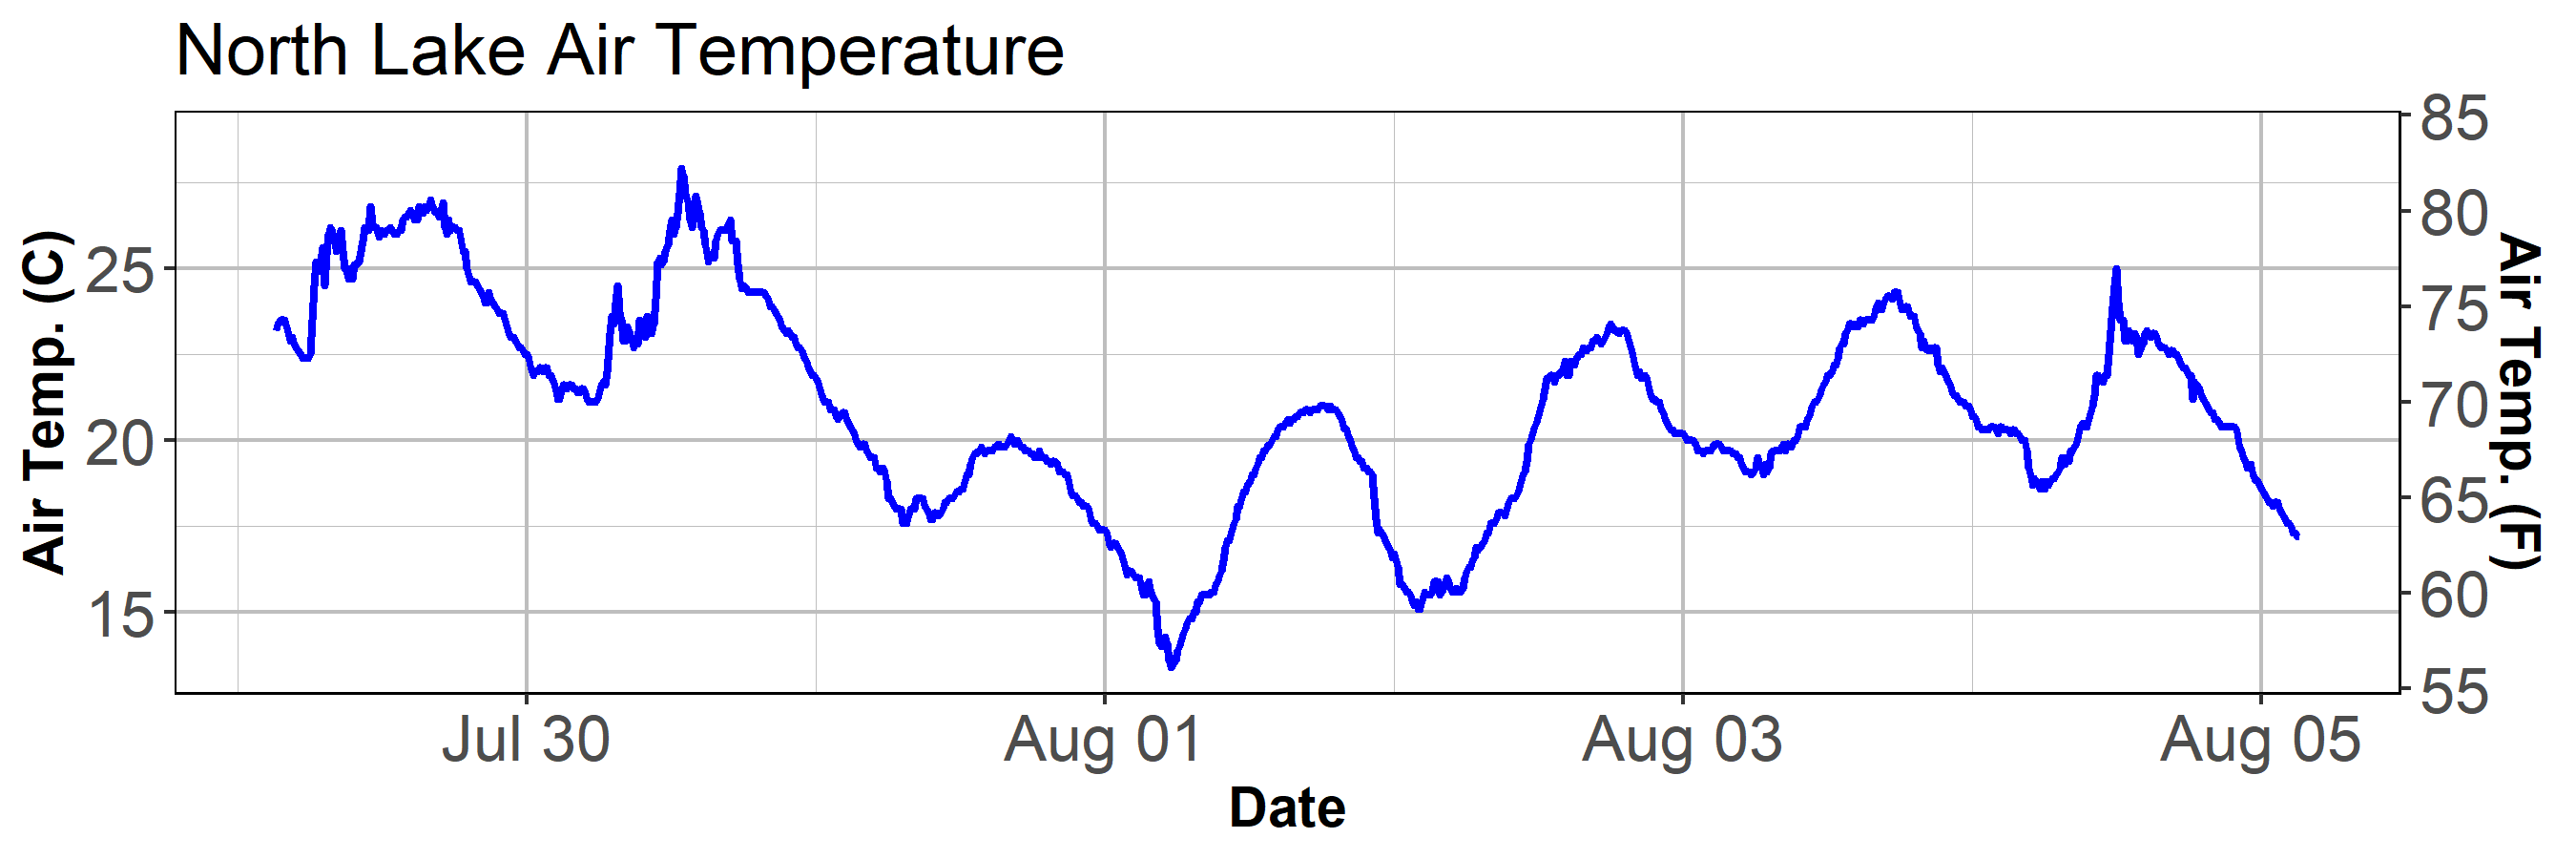 North Lake Air Temperature
Air Temp. (C)
25
20
15
85
80
75
70
65
60
55
Air Temp. (F)
Jul 30
Aug 01
Aug 03
Aug 05
Date